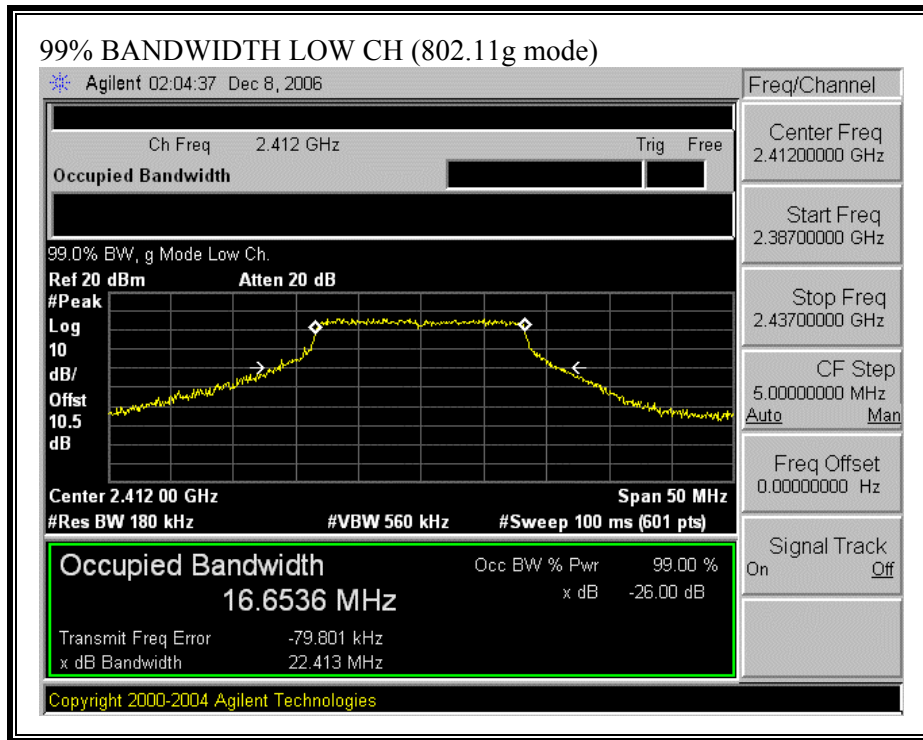 99% BANDWIDTH LOW CH (802.11g mode)
Agilent 02:04:37 Dec 8, 2006
Freq/Channel
Ch Freq 2.412 GHz Trig Free
Occupied Bandwidth
Center Freq
2.41200000 GHz
Start Freq
2.38700000 GHz
Stop Freq
2.43700000 GHz
CF Step
5.00000000 MHz
Auto Man
Freq Offset
0.00000000 Hz
Signal Track
On Off
99.0% BW, g Mode Low Ch.
Ref 20 dBm Atten 20 dB
#Peak
Log
10
dB/
Offst
10.5
dB
Center 2.412 00 GHz Span 50 MHz
#Res BW 180 kHz #VBW 560 kHz #Sweep 100 ms (601 pts)
Occupied Bandwidth
16.6536 MHz
Occ BW % Pwr 99.00 %
x dB -26.00 dB
Transmit Freq Error -79.801 kHz
x dB Bandwidth 22.413 MHz
Copyright 2000-2004 Agilent Technologies